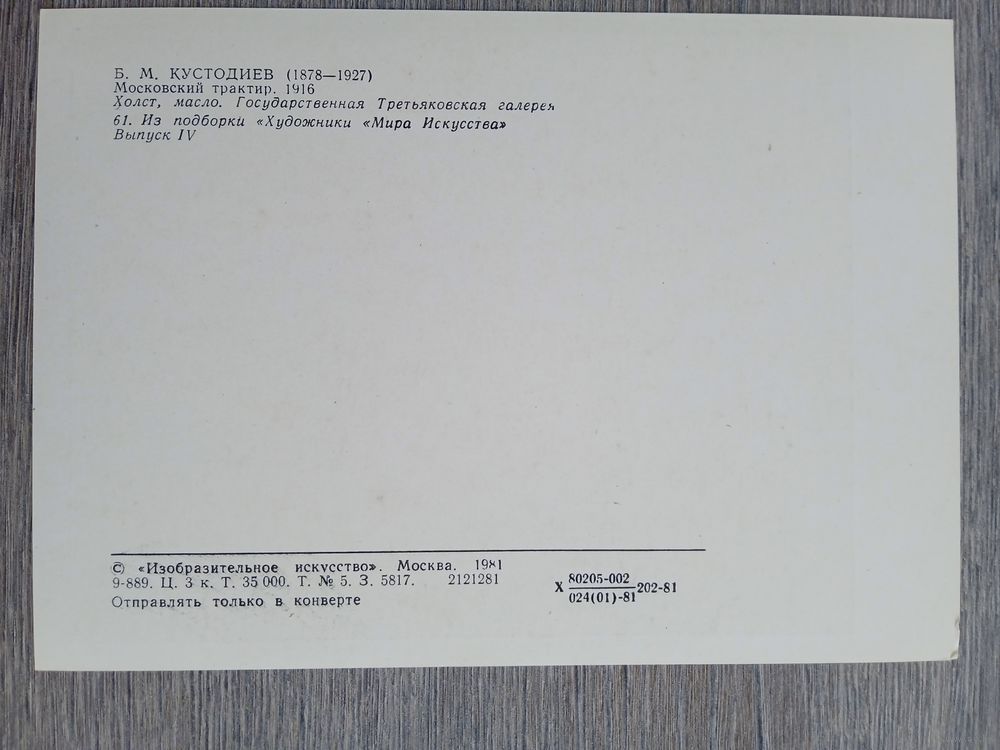 Б. М. КУСТОДИЕВ (1878—1927)
Московский трактир. 1916
Холст, масло. Государственная Третьяковская галерея
61. Из подборки «Художники «Мира Искусства»
Выпуск IV
© «Изобразительное искусство». Москва. 1981
9-889. Ц. 3 к. Т. 35 000. Т. № 5. З. 5817. 2121281
Отправлять только в конверте
X 80205-002
024(01)-81 202-81